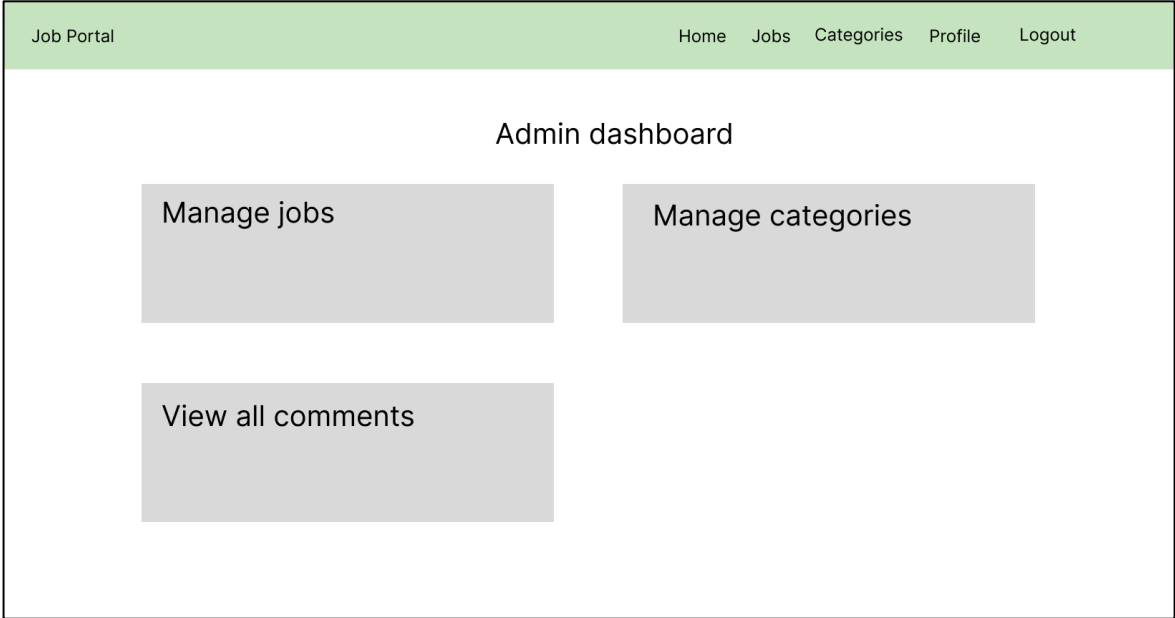 Job Portal Home Jobs Categories Profile Logout
Admin dashboard
Manage jobs
Manage categories
View all comments